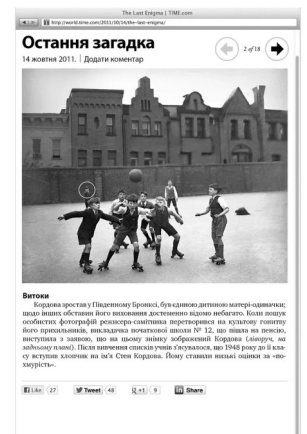 The Last Enigma | TIME.com
http://world.time.com/2011/10/14/the-last-enigma/
Остання загадка
2 of 18
14 жовтня 2011. | Додати коментар
Витоки
Кордова зростав у Південному Бронксі, був єдиною дитиною матері-одиначки;
щодо інших обставин його виховання достеменно відомо небагато. Коли пошук
особистих фотографій режисера-самітника перетворився на культову гонитву
його прихильників, викладачка початкової школи № 12, що пішла на пенсію,
виступила з заявою, що на цьому знімку зображений Кордова (ліворуч, на
задньому плані). Після вивчення списків учнів з'ясувалося, що 1948 року до ІІ кла-
су вступив хлопчик на ім'я Стен Кордова. Йому ставили низькі оцінки за «по-
хмурість».
Like 27
Tweet 48
+1 9
Share